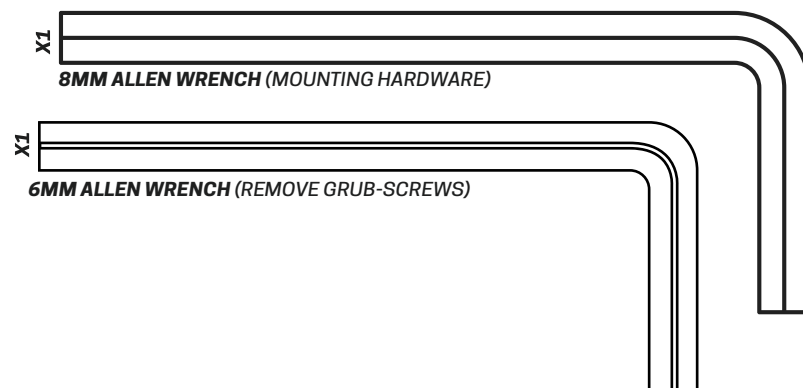 X1
8MM ALLEN WRENCH (MOUNTING HARDWARE)
X1
6MM ALLEN WRENCH (REMOVE GRUB-SCREWS)